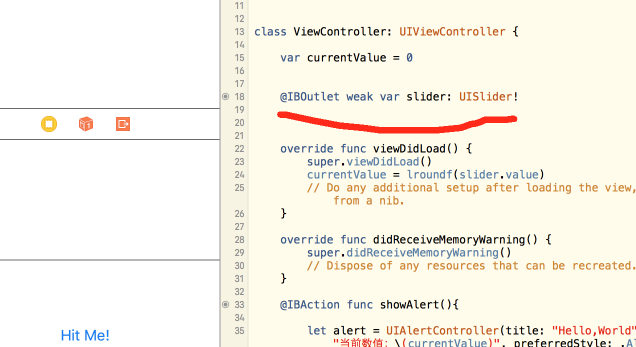 11
12
13 class ViewController: UIViewController {
14
15 var currentValue = 0
16
17
18 @IBOutlet weak var slider: UISlider!
19
20
21
22 override func viewDidLoad() {
23 super.viewDidLoad()
24 currentValue = lroundf(slider.value)
25 // Do any additional setup after loading the view,
from a nib.
26 }
27
28 override func didReceiveMemoryWarning() {
29 super.didReceiveMemoryWarning()
30 // Dispose of any resources that can be recreated.
31 }
32
33 @IBAction func showAlert(){
34
Hit Me!
35 let alert = UIAlertController(title: "Hello,World"
"当前数值: \(currentValue)", preferredStyle: .Al